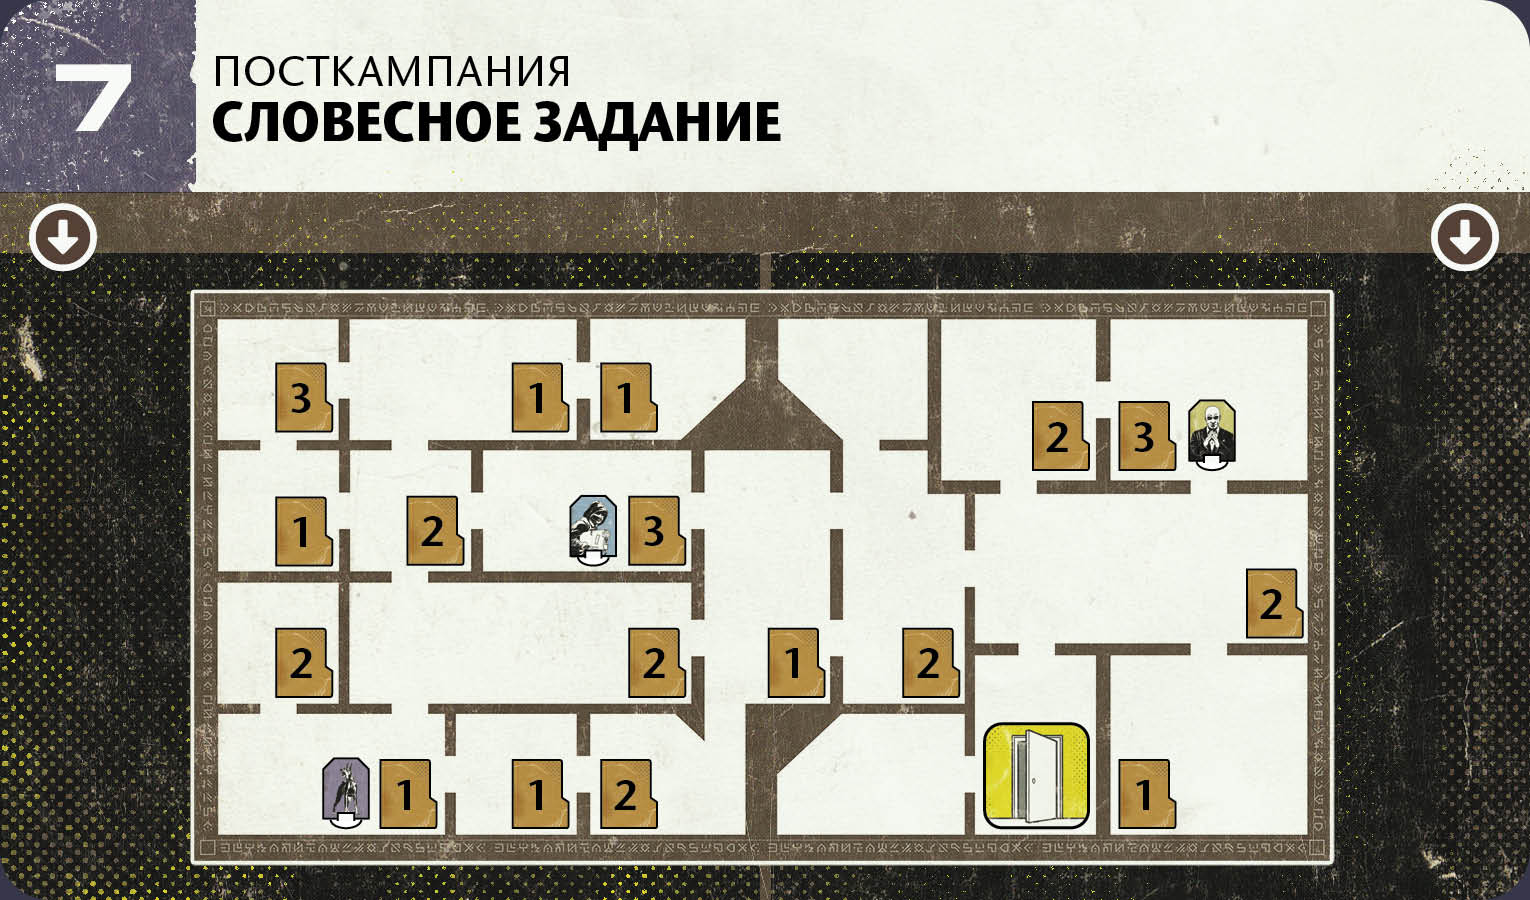 7
ПОСТКАМПАНИЯ
СЛОВЕСНОЕ ЗАДАНИЕ
3 1 1 2 3
1 2 3
2
2 2 1 2
1 1 2 1